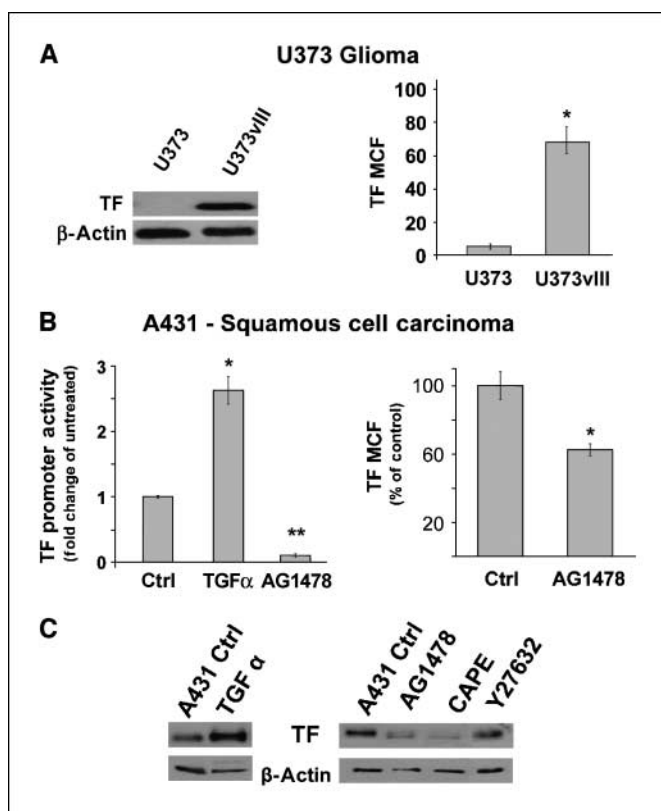 A
U373 Glioma
U373
U373vIII
TF
β-Actin
TF MCF
100
80
60
40
20
0
*
U373 U373vIII
B
A431 - Squamous cell carcinoma
TF promoter activity
(fold change of untreated)
3
2
1
0
*
**
Ctrl TGFα AG1478
TF MCF
(% of control)
100
60
20
*
Ctrl AG1478
C
A431 Ctrl
TGF α
A431 Ctrl
AG1478
CAPE
Y27632
TF
β-Actin